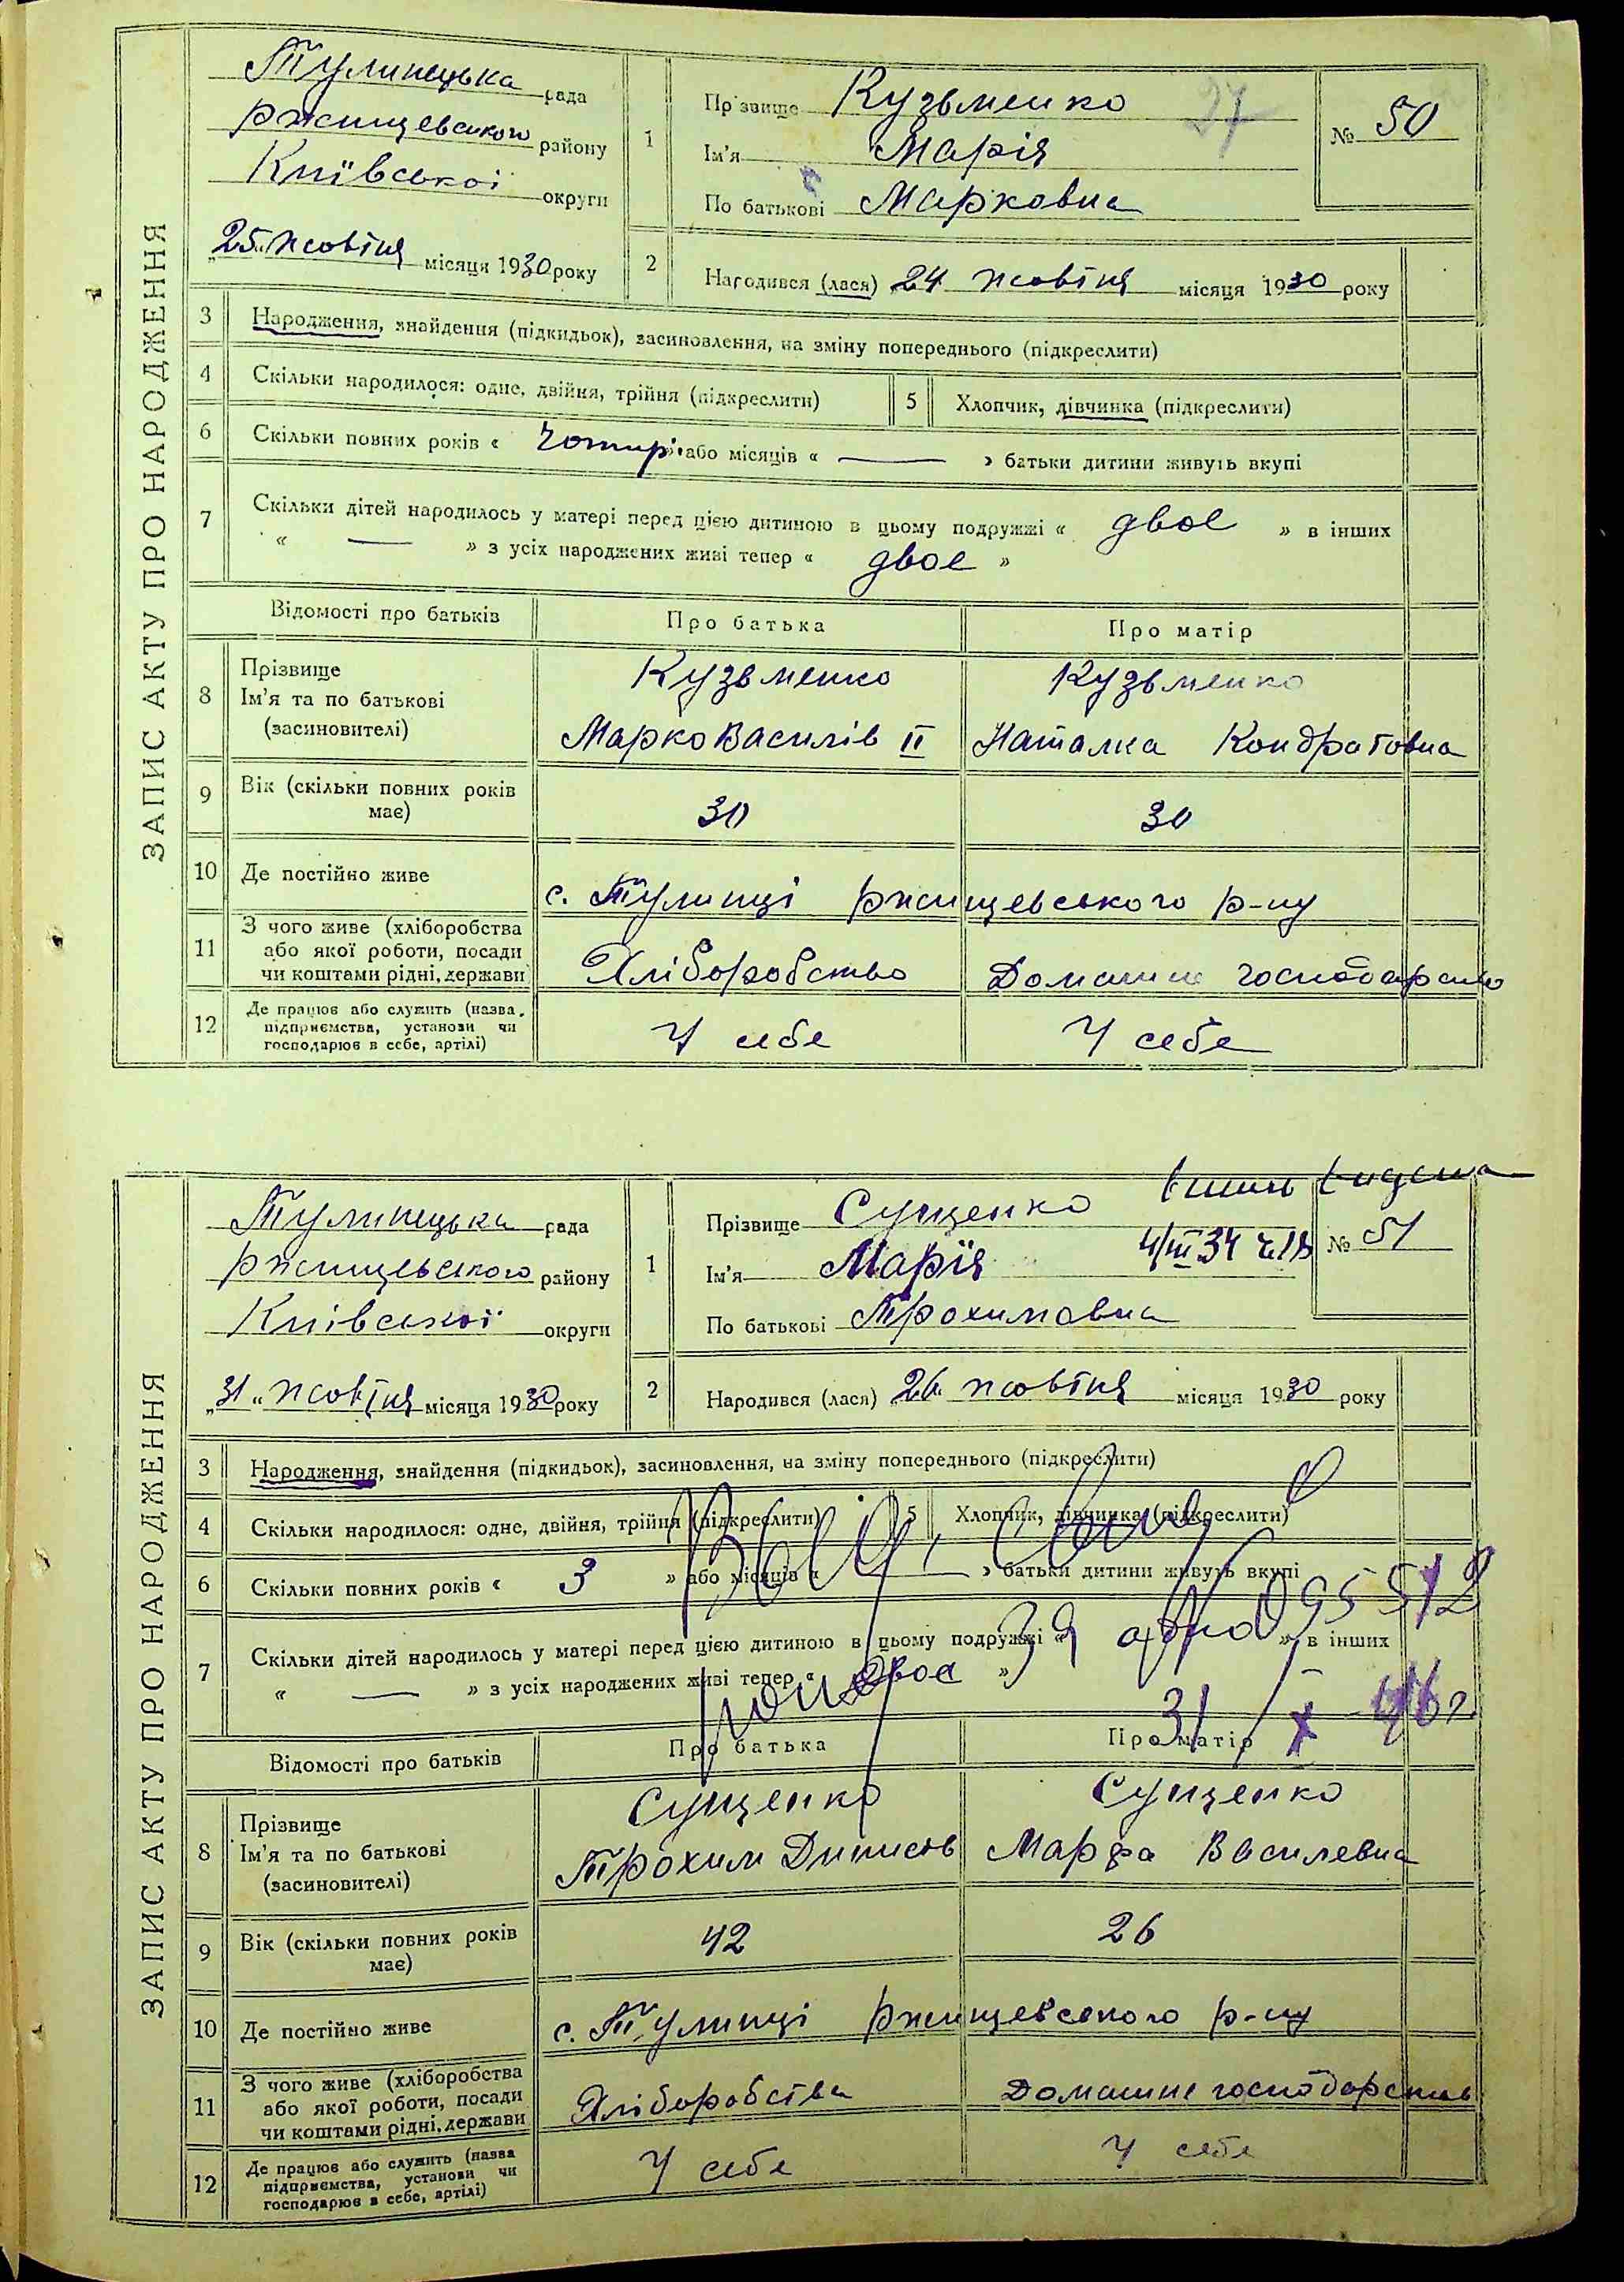 ЗАПИС АКТУ ПРО НАРОДЖЕННЯ
Тулинецька рада
Ржищевського району
Київської округи
"25" жовтня місяця 1930 року
1 Прізвище Кузьменко
Ім'я Марія
По батькові Марковна
№ 50
2 Народився (лася) 24 жовтня місяця 1930 року
3 Народження, знайдення (підкидьок), засиновлення, на зміну попереднього (підкреслити)
4 Скільки народилося: одне, двійня, трійня (підкреслити) 5 Хлопчик, дівчинка (підкреслити)
6 Скільки повних років « чотирі » або місяців « — » батьки дитини живуть вкупі
7 Скільки дітей народилось у матері перед цією дитиною в цьому подружжі « двоє » в інших
« — » з усіх народжених живі тепер « двоє »
Відомості про батьків Про батька Про матір
8 Прізвище Ім'я та по батькові (засиновителі)
Кузьменко Кузьменко
Марко Василів II Наталка Кондратовна
9 Вік (скільки повних років має) 30 30
10 Де постійно живе с. Тулинці Ржищевського р-ну
11 З чого живе (хліборобства або якої роботи, посади чи коштами рідні, держави Хліборобство Домашнє господарство
12 Де працює або служить (назва, підприємства, установи чи господарює в себе, артілі) У себе У себе
ЗАПИС АКТУ ПРО НАРОДЖЕННЯ
Тулинецька рада
Ржищевського району
Київської округи
"31" жовтня місяця 1930 року
1 Прізвище Сущенко
Ім'я Марія 4/III 34
По батькові Трохимовна
№ 51
2 Народився (лася) 26 жовтня місяця 1930 року
3 Народження, знайдення (підкидьок), засиновлення, на зміну попереднього (підкреслити)
4 Скільки народилося: одне, двійня, трійня (підкреслити) 5 Хлопчик, дівчинка (підкреслити)
6 Скільки повних років « 3 » або місяців « — » батьки дитини живуть вкупі
7 Скільки дітей народилось у матері перед цією дитиною в цьому подружжі « » в інших
« — » з усіх народжених живі тепер « двоє »
31/X
Відомості про батьків Про батька Про матір
8 Прізвище Ім'я та по батькові (засиновителі)
Сущенко Сущенко
Трохим Денисів Марфа Василевна
9 Вік (скільки повних років має) 42 26
10 Де постійно живе с. Тулинці Ржищевського р-ну
11 З чого живе (хліборобства або якої роботи, посади чи коштами рідні, держави Хліборобства Домашнє господарство
12 Де працює або служить (назва підприємства, установи чи господарює в себе, артілі) У себе У себе